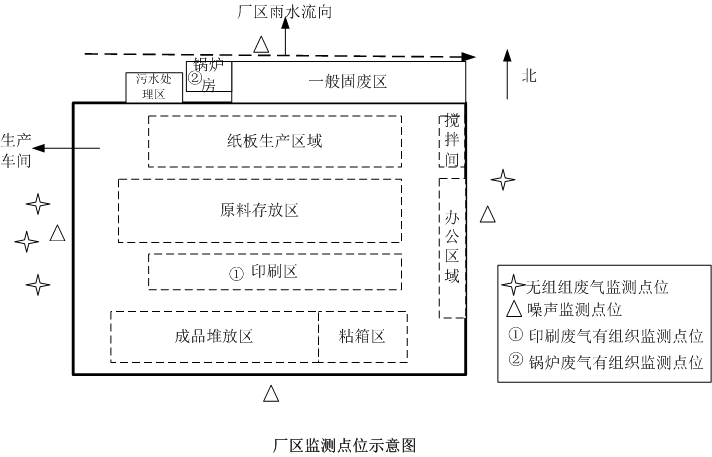 厂区雨水流向
北
锅炉
②房
污水处
理区
一般固废区
生产
车间
纸板生产区域
搅
拌
间
原料存放区
办
公
区
域
① 印刷区
成品堆放区
粘箱区
无组组废气监测点位
噪声监测点位
① 印刷废气有组织监测点位
② 锅炉废气有组织监测点位
厂区监测点位示意图